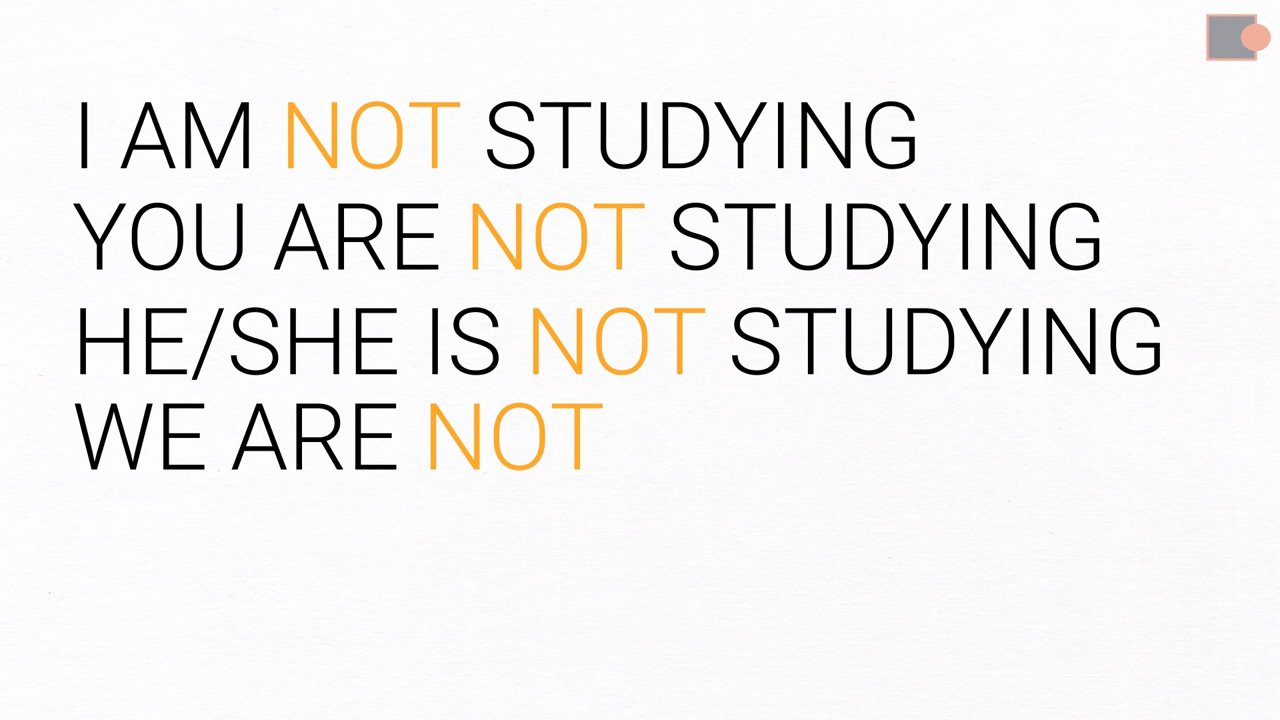 I AM NOT STUDYING
YOU ARE NOT STUDYING
HE/SHE IS NOT STUDYING
WE ARE NOT